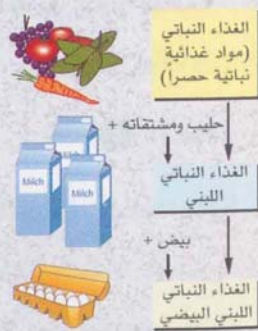 الغذاء النباتي
(مواد غذائية
نباتية حصراً)
حليب ومشتقاته +
Milch
Milch
Milch
الغذاء النباتي
اللبني
بيض +
الغذاء النباتي
اللبني البيضي